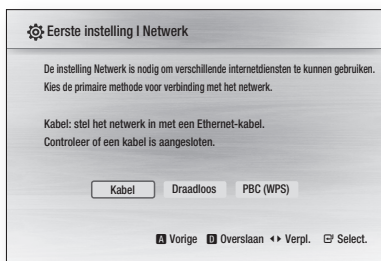 Eerste instelling I Netwerk
De instelling Netwerk is nodig om verschillende internetdiensten te kunnen gebruiken.
Kies de primaire methode voor verbinding met het netwerk.
Kabel: stel het netwerk in met een Ethernet-kabel.
Controleer of een kabel is aangesloten.
Kabel Draadloos PBC (WPS)
A Vorige D Overslaan Verpl. Select.